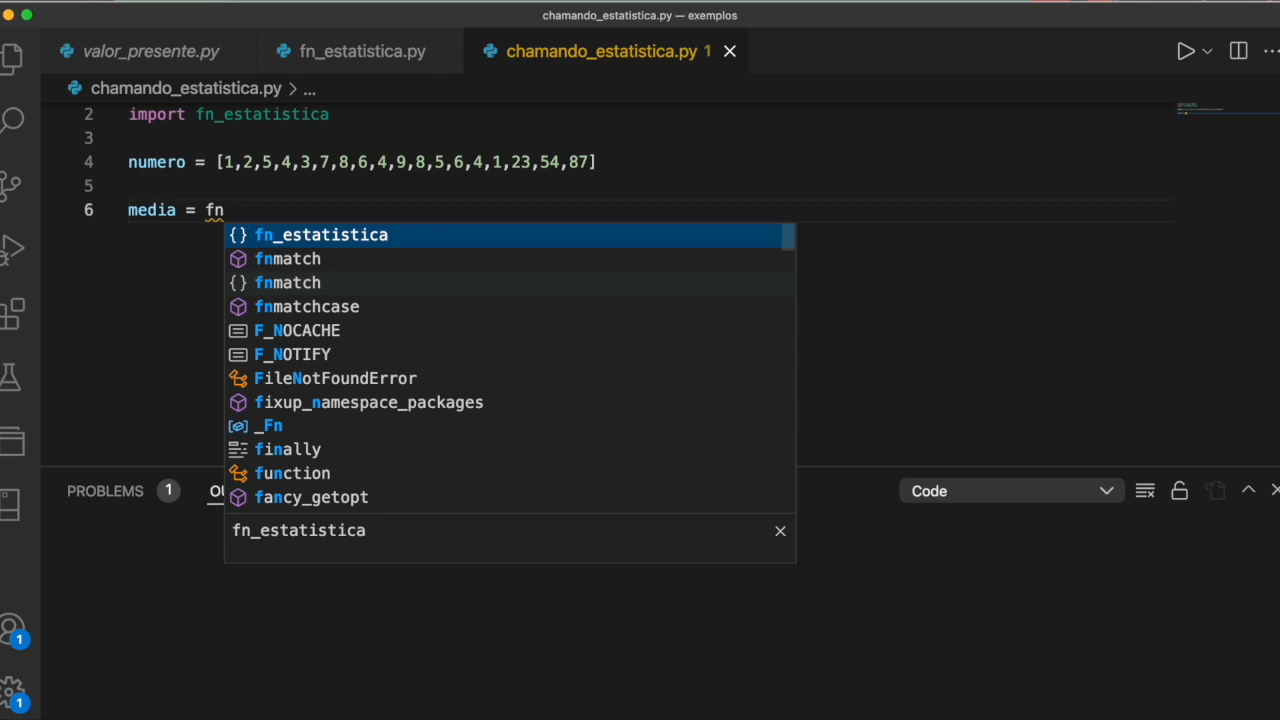 chamando_estatistica.py — exemplos
valor_presente.py
fn_estatistica.py
chamando_estatistica.py 1
chamando_estatistica.py > ...
2 import fn_estatistica
3
4 numero = [1,2,5,4,3,7,8,6,4,9,8,5,6,4,1,23,54,87]
5
6 media = fn
{} fn_estatistica
fnmatch
{} fnmatch
fnmatchcase
F_NOCACHE
F_NOTIFY
FileNotFoundError
fixup_namespace_packages
_Fn
finally
function
fancy_getopt
fn_estatistica
PROBLEMS 1 OU
Code
1
1